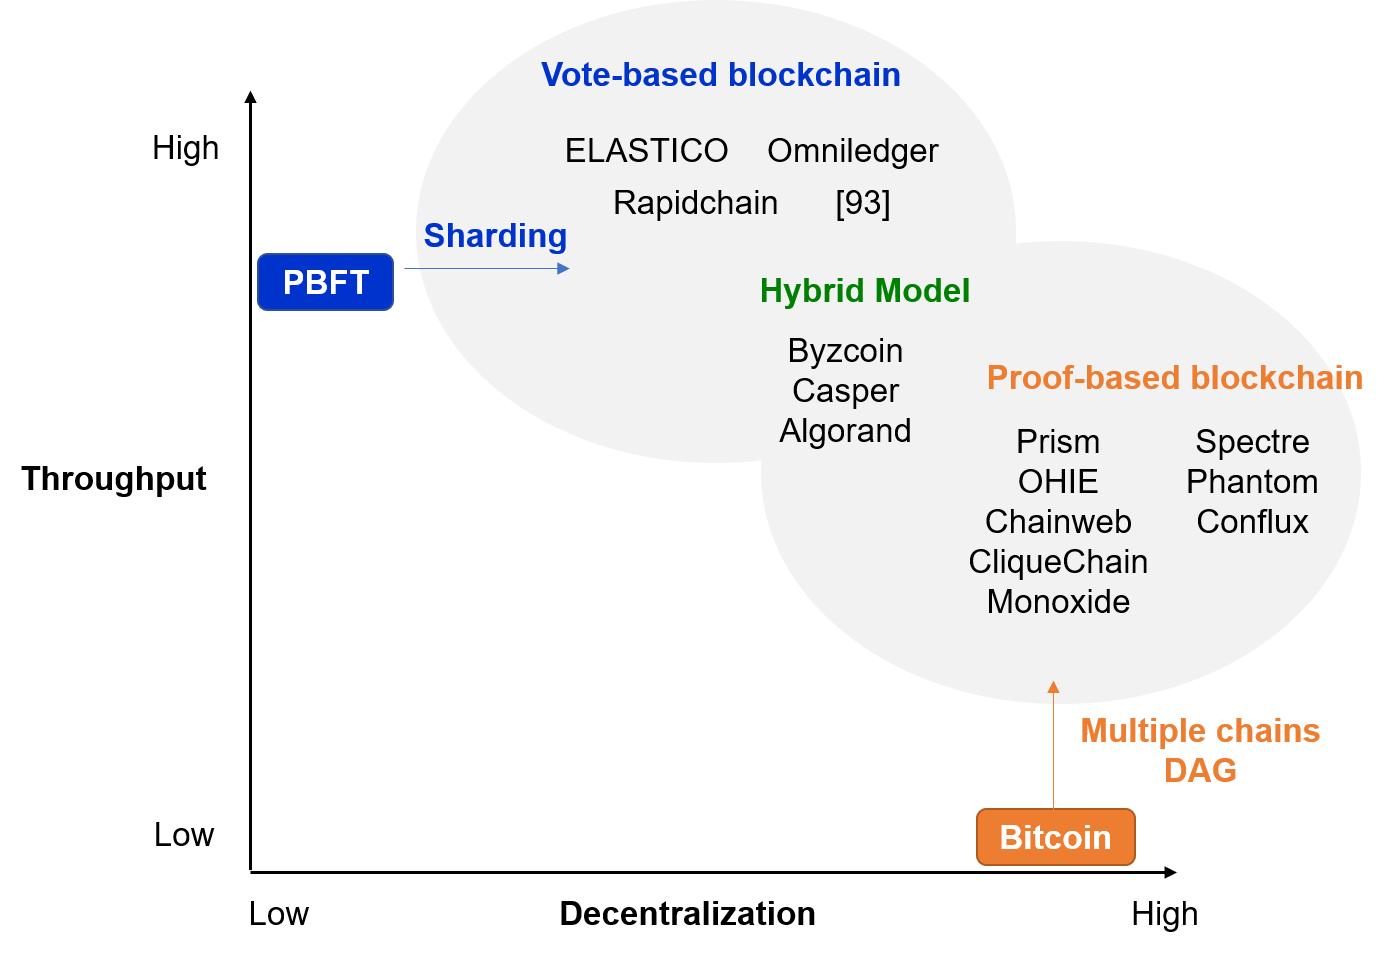 Vote-based blockchain
High
ELASTICO Omniledger
Rapidchain [93]
Sharding
PBFT
Hybrid Model
Byzcoin
Casper
Algorand
Proof-based blockchain
Prism Spectre
OHIE Phantom
Chainweb Conflux
CliqueChain
Monoxide
Throughput
Multiple chains
DAG
Low
Bitcoin
Low Decentralization High